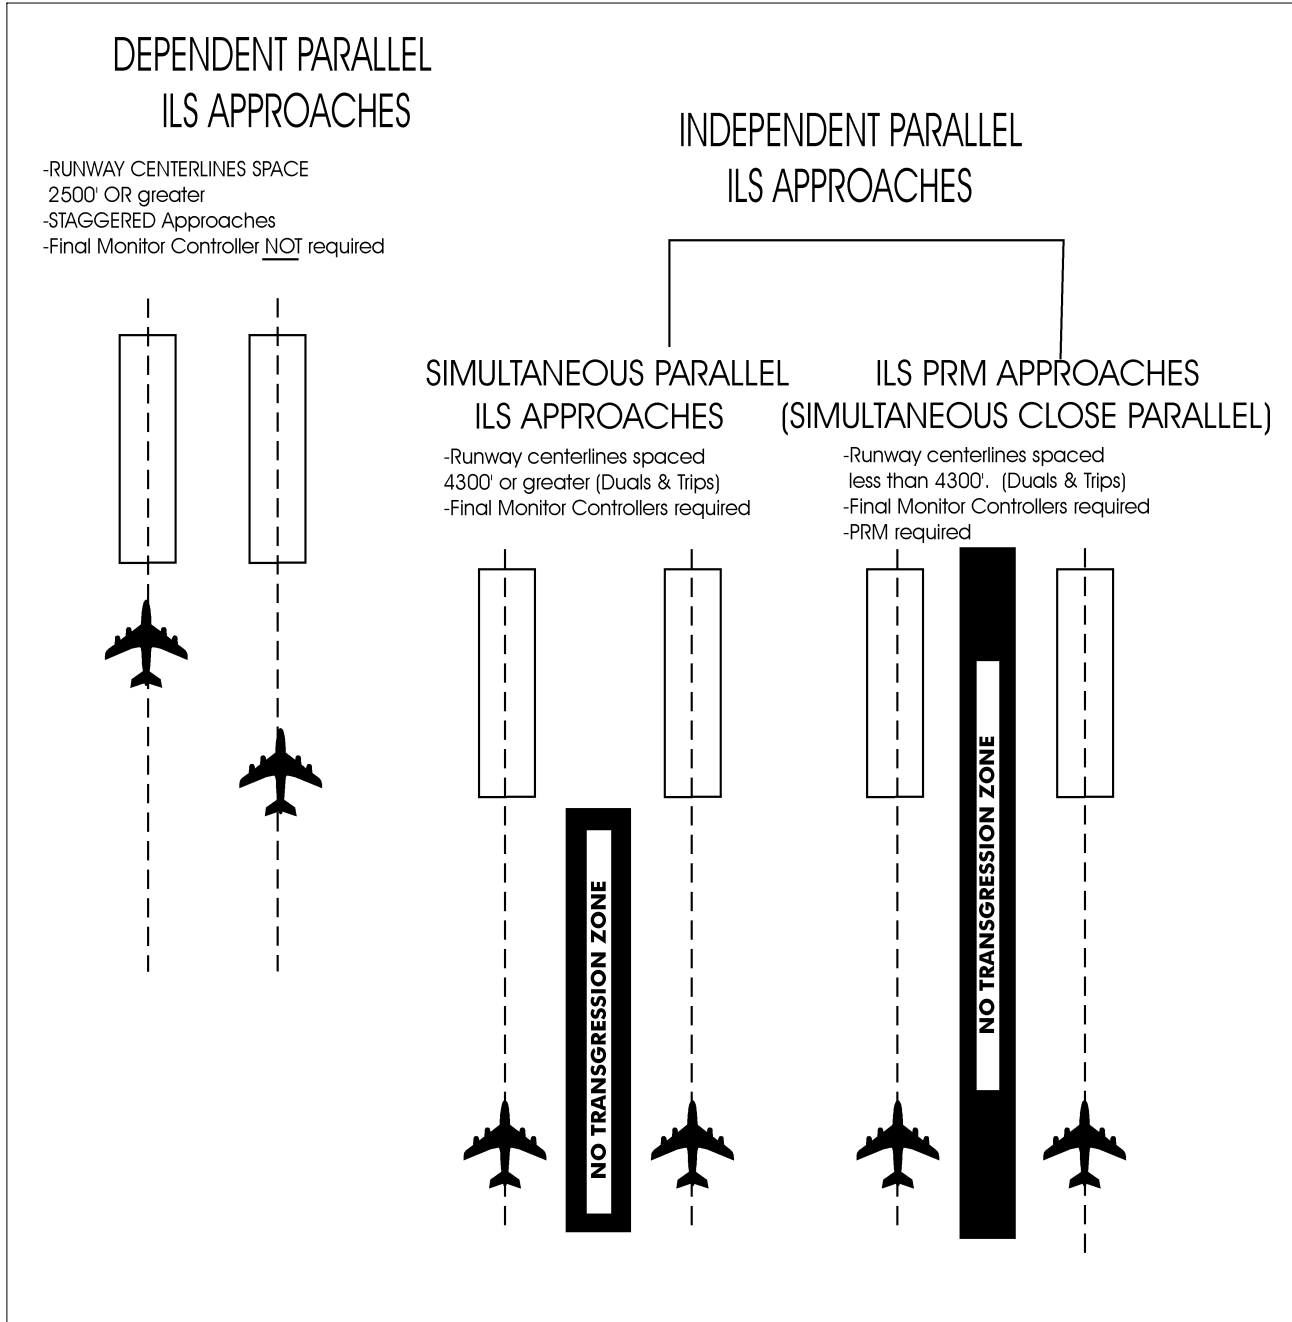 DEPENDENT PARALLEL
ILS APPROACHES
-RUNWAY CENTERLINES SPACE
2500' OR greater
-STAGGERED Approaches
-Final Monitor Controller NOT required
INDEPENDENT PARALLEL
ILS APPROACHES
SIMULTANEOUS PARALLEL
ILS APPROACHES
-Runway centerlines spaced
4300' or greater (Duals & Trips)
-Final Monitor Controllers required
NO TRANSGRESSION ZONE
ILS PRM APPROACHES
(SIMULTANEOUS CLOSE PARALLEL)
-Runway centerlines spaced
less than 4300'. (Duals & Trips)
-Final Monitor Controllers required
-PRM required
NO TRANSGRESSION ZONE